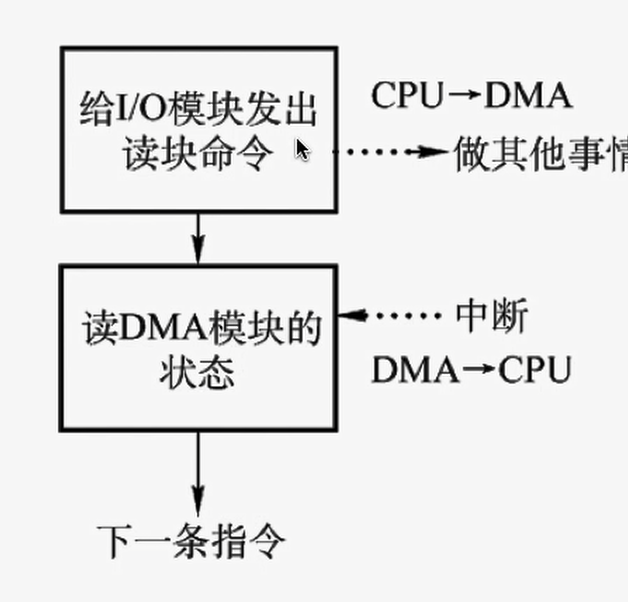 给I/O模块发出
读块命令
CPU→DMA
做其他事情
读DMA模块的
状态
中断
DMA→CPU
下一条指令